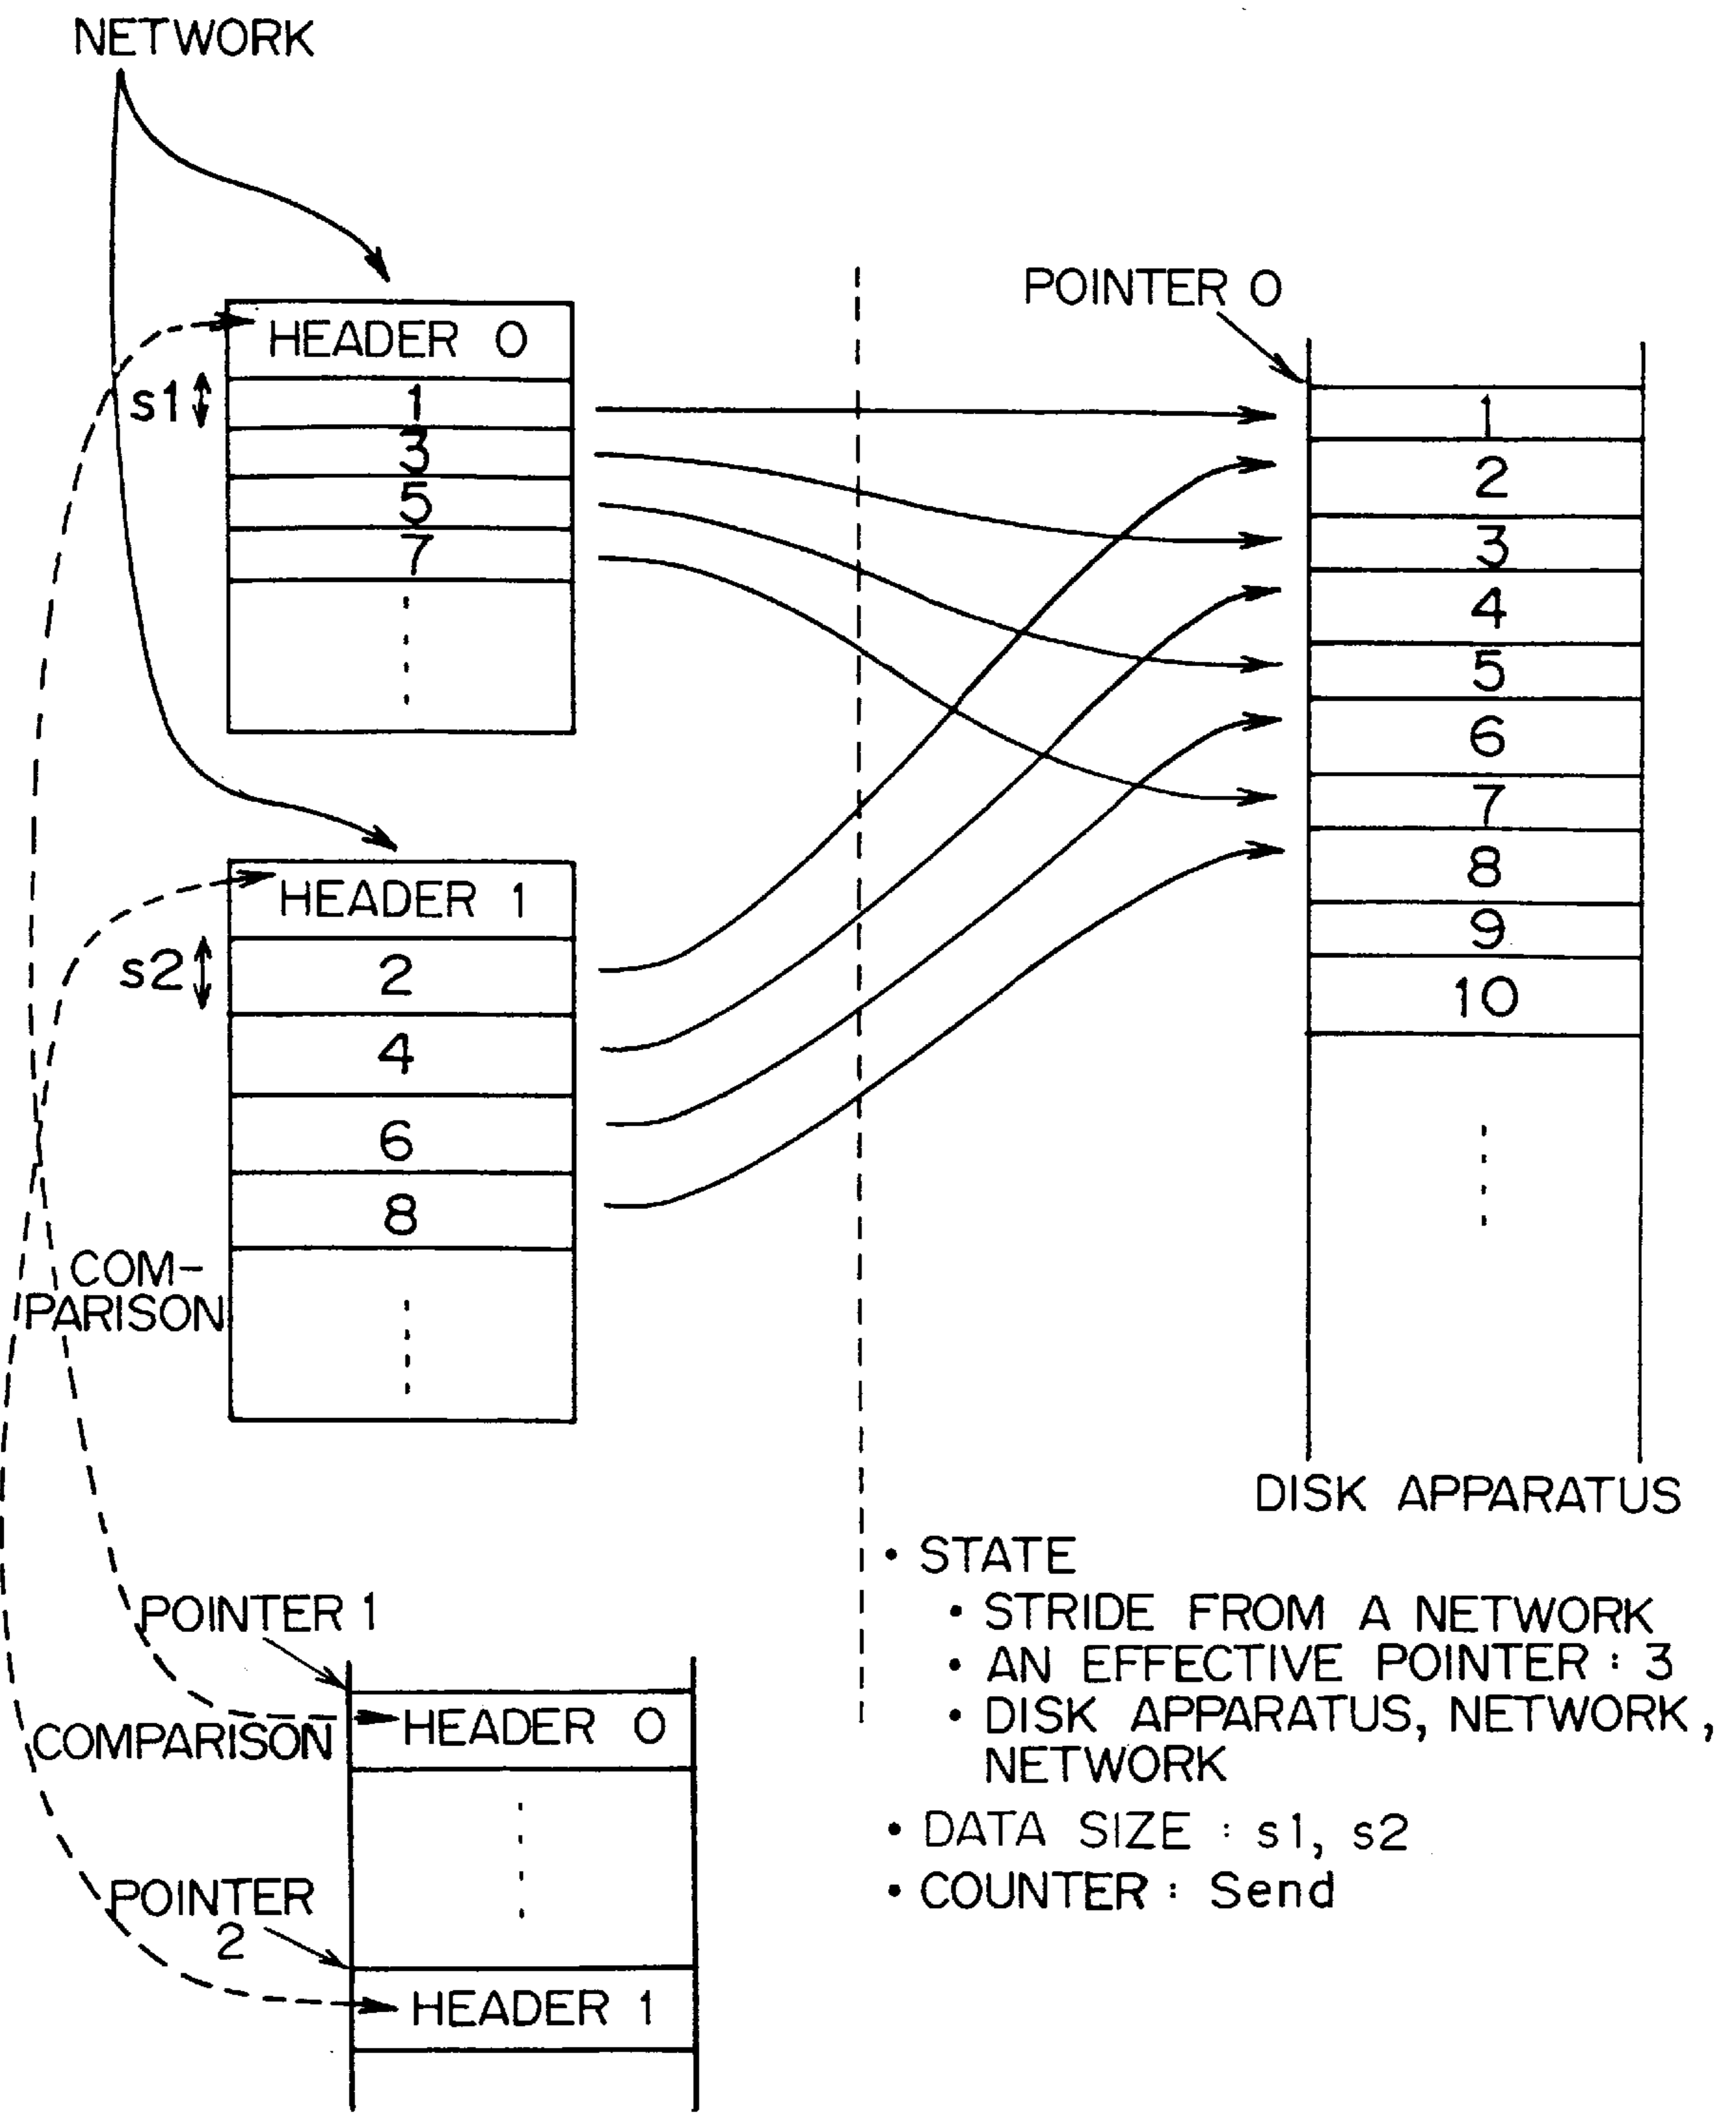 NETWORK
HEADER 0
s1
1
3
5
7
HEADER 1
s2
2
4
6
8
COM-
PARISON
POINTER 0
1
2
3
4
5
6
7
8
9
10
DISK APPARATUS
POINTER 1
HEADER 0
COMPARISON
POINTER
2
HEADER 1
• STATE
• STRIDE FROM A NETWORK
• AN EFFECTIVE POINTER : 3
• DISK APPARATUS, NETWORK,
NETWORK
• DATA SIZE : s1, s2
• COUNTER : Send